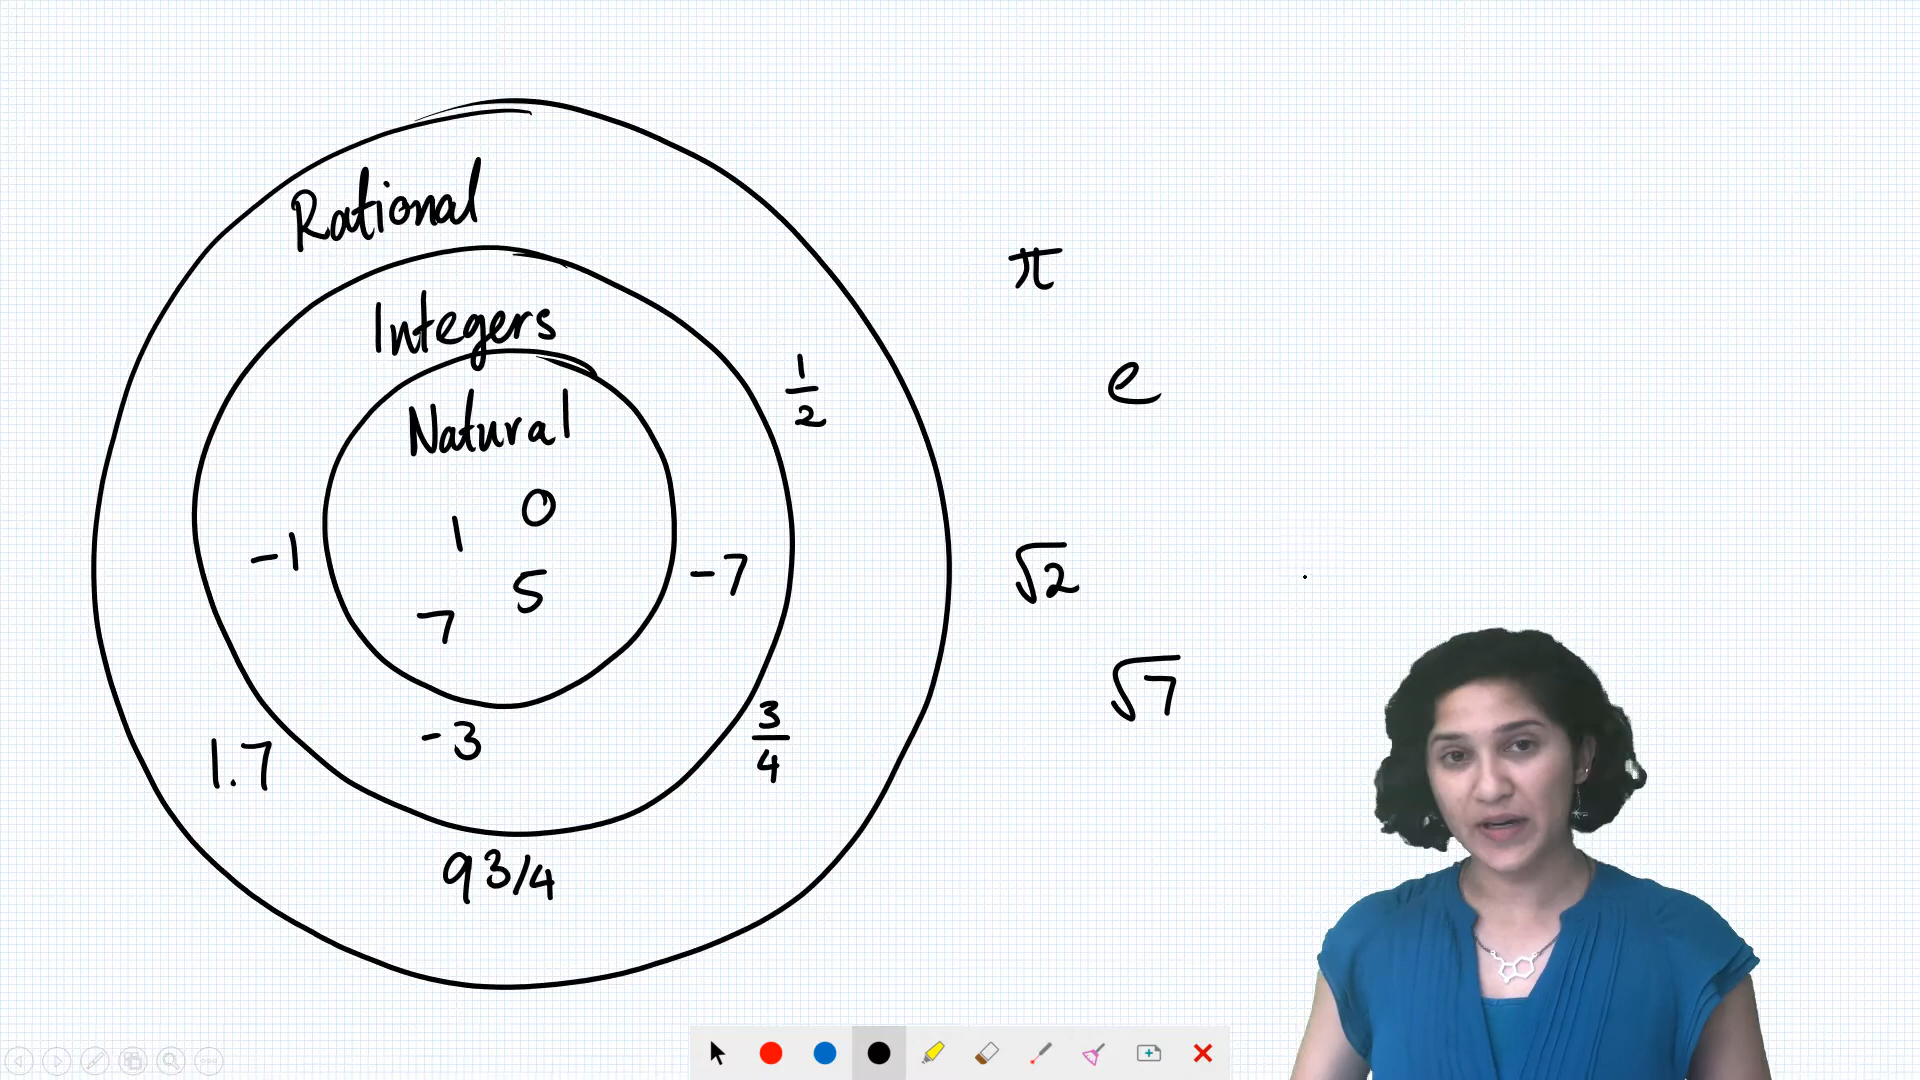 Rational
π
Integers
1/2
e
Natural
0
1
-1
-7
5
√2
7
√7
-3
3/4
1.7
9 3/4